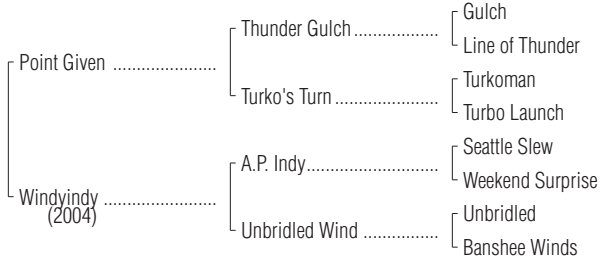 Gulch
Thunder Gulch..................
Line of Thunder
Point Given ......................
Turkoman
Turko's Turn......................
Turbo Launch
Seattle Slew
A.P. Indy............................
Weekend Surprise
Windyindy ........................
(2004)
Unbridled
Unbridled Wind ................
Banshee Winds